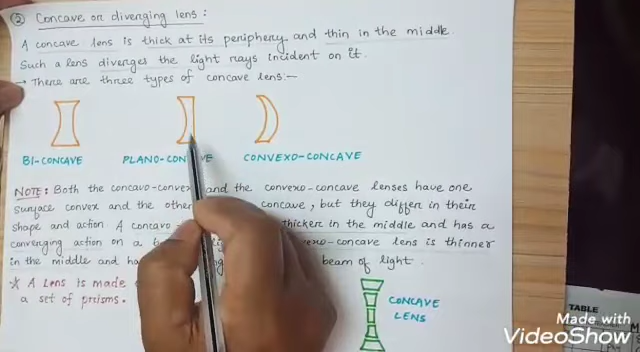 ② Concave or diverging lens :
A concave lens is thick at its periphery and thin in the middle.
Such a lens diverges the light rays incident on it.
→ There are three types of concave lens:-
BI-CONCAVE PLANO-CON VE CONVEXO-CONCAVE
NOTE: Both the concavo-convex and the convexo-concave lenses have one
surface convex and the other concave, but they differ in their
shape and action. A concavo thicker in the middle and has a
converging action on a concave lens is thinner
in the middle and beam of light.
* A Lens is made
a set of prisms.
CONCAVE
LENS
TABLE
Made with
VideoShow